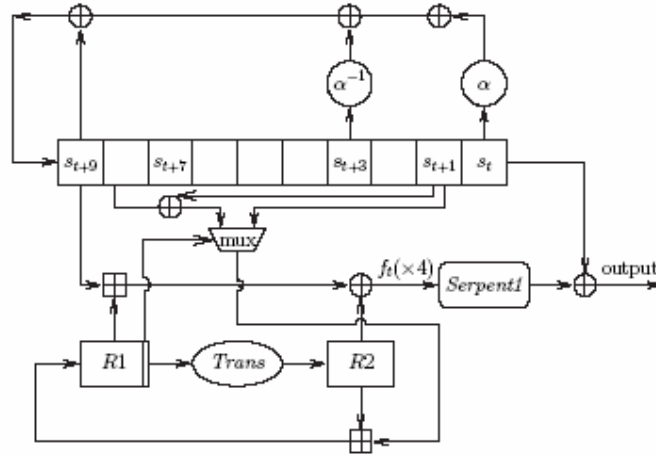 α⁻¹
α
s_{t+9} s_{t+7} s_{t+3} s_{t+1} s_t
mux
f_t(×4)
Serpent1
output
R1
Trans
R2